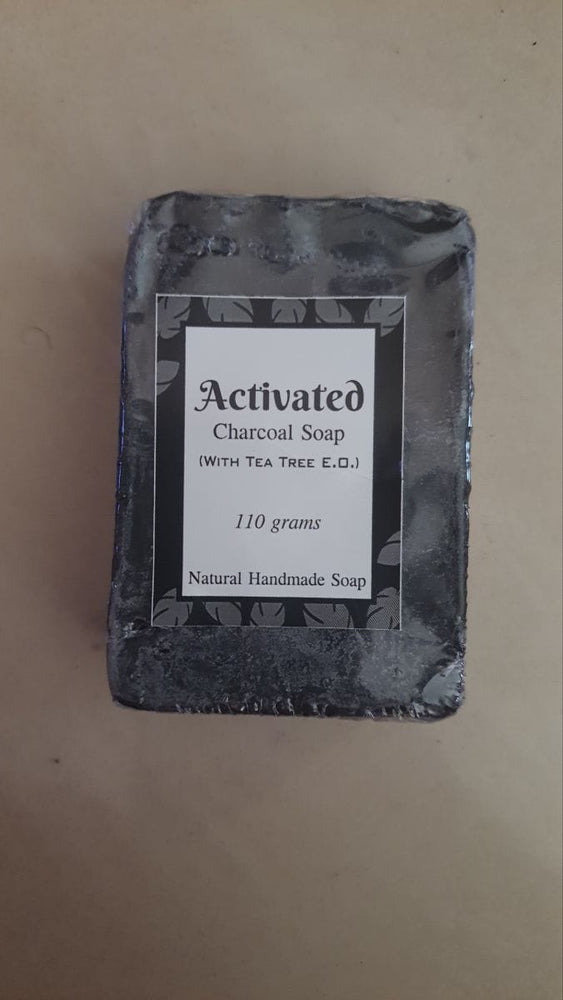 Activated
Charcoal Soap
(With Tea Tree E.O.)
110 grams
Natural Handmade Soap